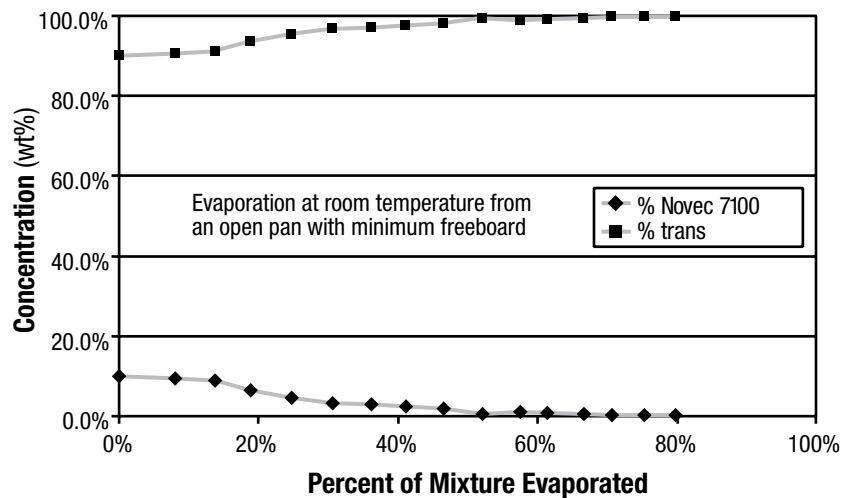 100.0%
80.0%
60.0%
40.0%
20.0%
0.0%
Concentration (wt%)
Evaporation at room temperature from
an open pan with minimum freeboard
% Novec 7100
% trans
0% 20% 40% 60% 80% 100%
Percent of Mixture Evaporated